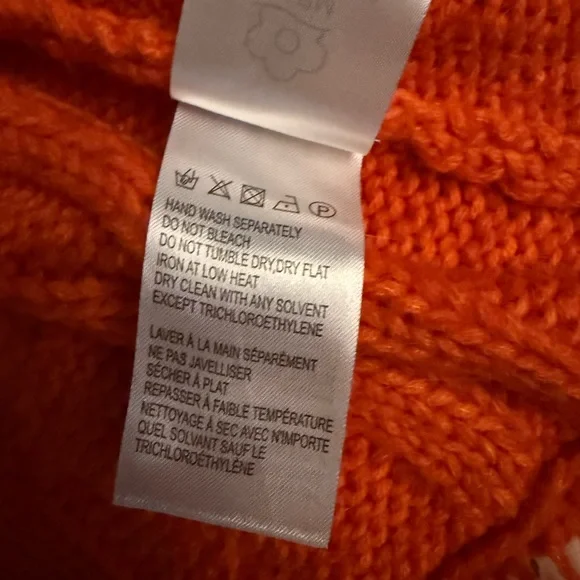 P
HAND WASH SEPARATELY
DO NOT BLEACH
DO NOT TUMBLE DRY,DRY FLAT
IRON AT LOW HEAT
DRY CLEAN WITH ANY SOLVENT
EXCEPT TRICHLOROETHYLENE
LAVER À LA MAIN SÉPARÉMENT
NE PAS JAVELLISER
SÉCHER À PLAT
REPASSER À FAIBLE TEMPÉRATURE
NETTOYAGE À SEC AVEC N'IMPORTE
QUEL SOLVANT SAUF LE
TRICHLOROÉTHYLÈNE